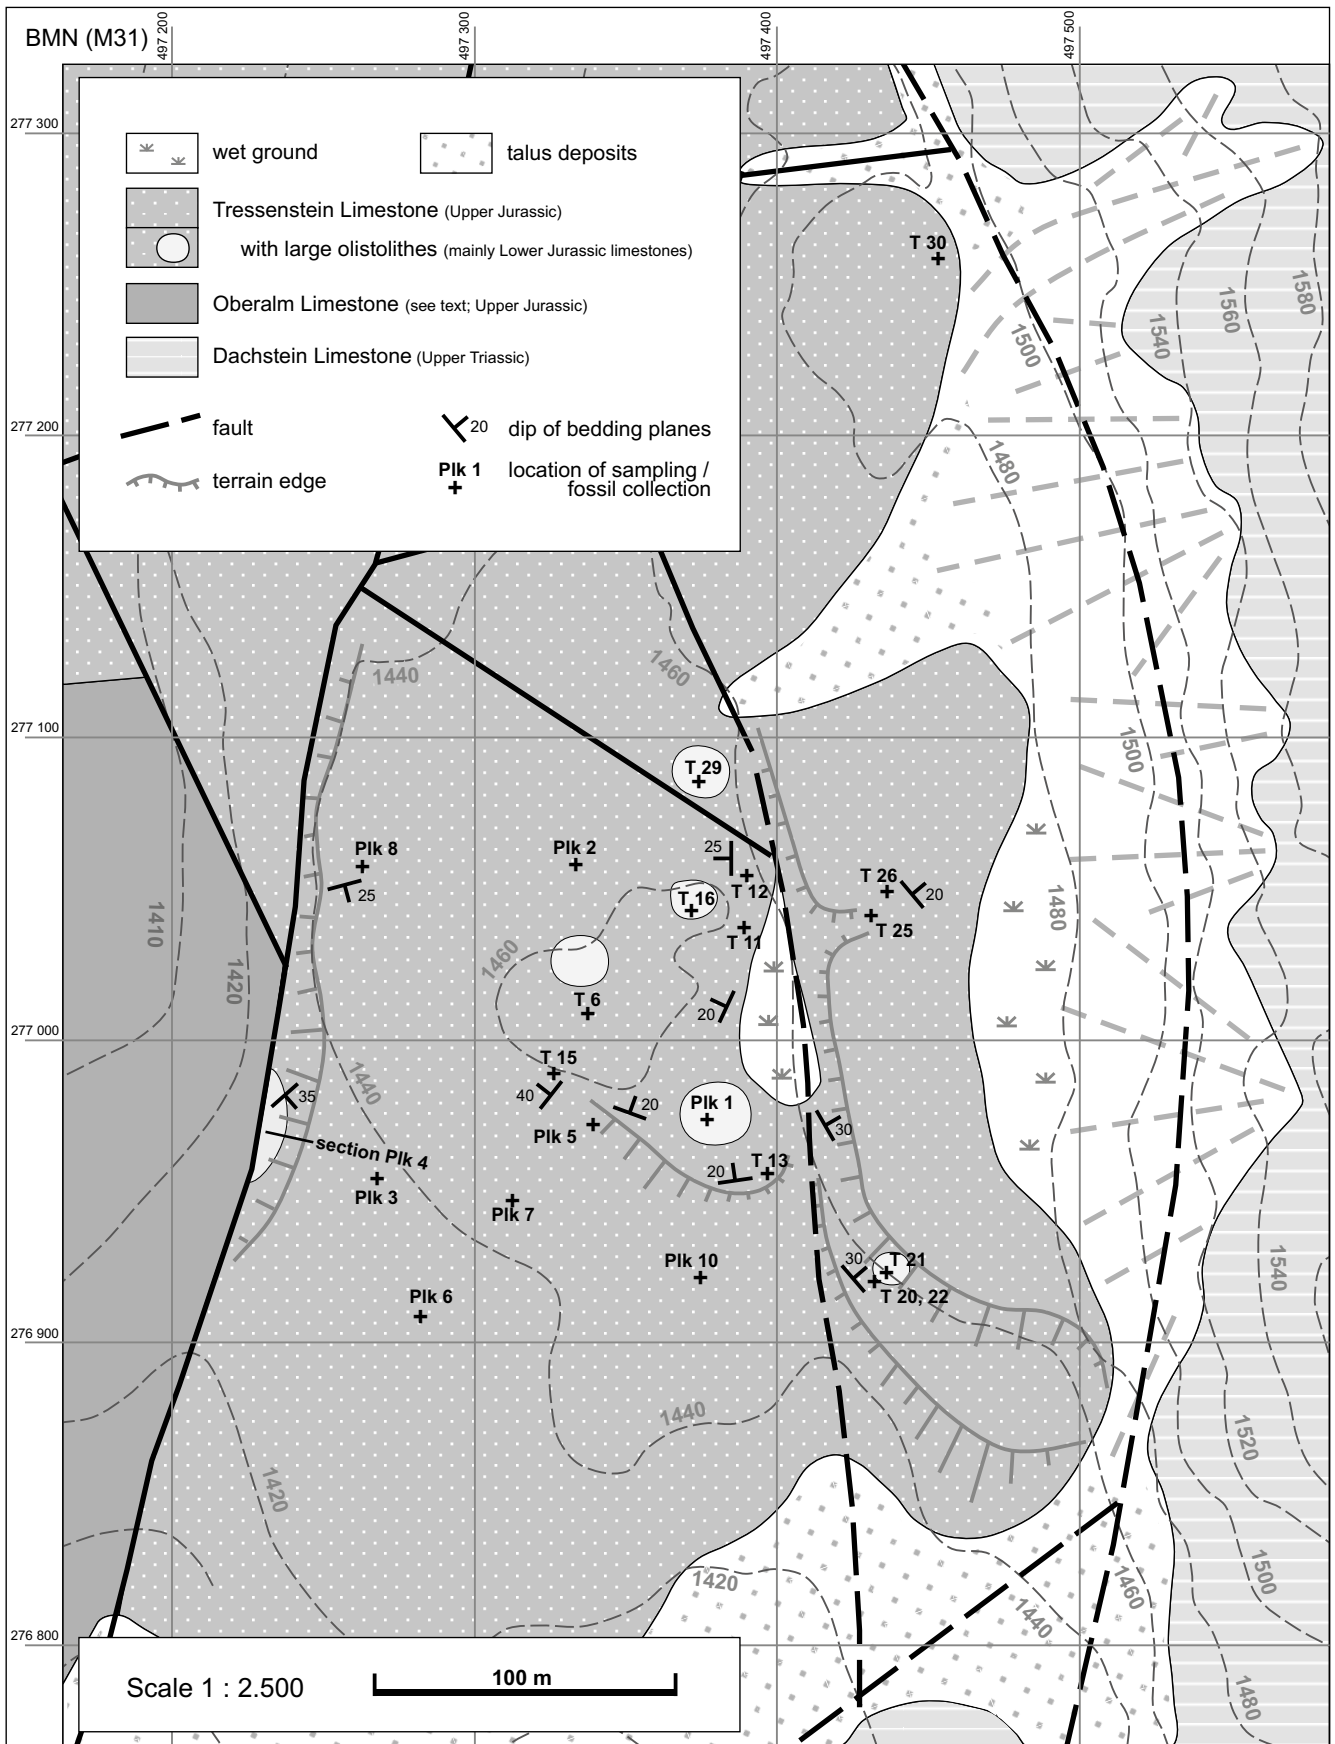 BMN (M31)
497 200
497 300
497 400
497 500
277 300
277 200
277 100
277 000
276 900
276 800
wet ground
talus deposits
Tressenstein Limestone (Upper Jurassic)
with large olistolithes (mainly Lower Jurassic limestones)
Oberalm Limestone (see text; Upper Jurassic)
Dachstein Limestone (Upper Triassic)
fault
20
dip of bedding planes
terrain edge
Plk 1
location of sampling /
fossil collection
T 30
1580
1560
1540
1500
1480
1460
1440
1500
T 29
Plk 8
25
Plk 2
25
T 12
T 16
T 11
T 26
20
T 25
1480
1410
1420
1460
T 6
20
T 15
40
1440
35
20
Plk 1
Plk 5
30
section Plk 4
Plk 3
20
T 13
Plk 7
Plk 10
30
T 21
T 20, 22
1540
Plk 6
1440
1520
1420
1420
1500
1460
1440
1480
Scale 1 : 2.500
100 m